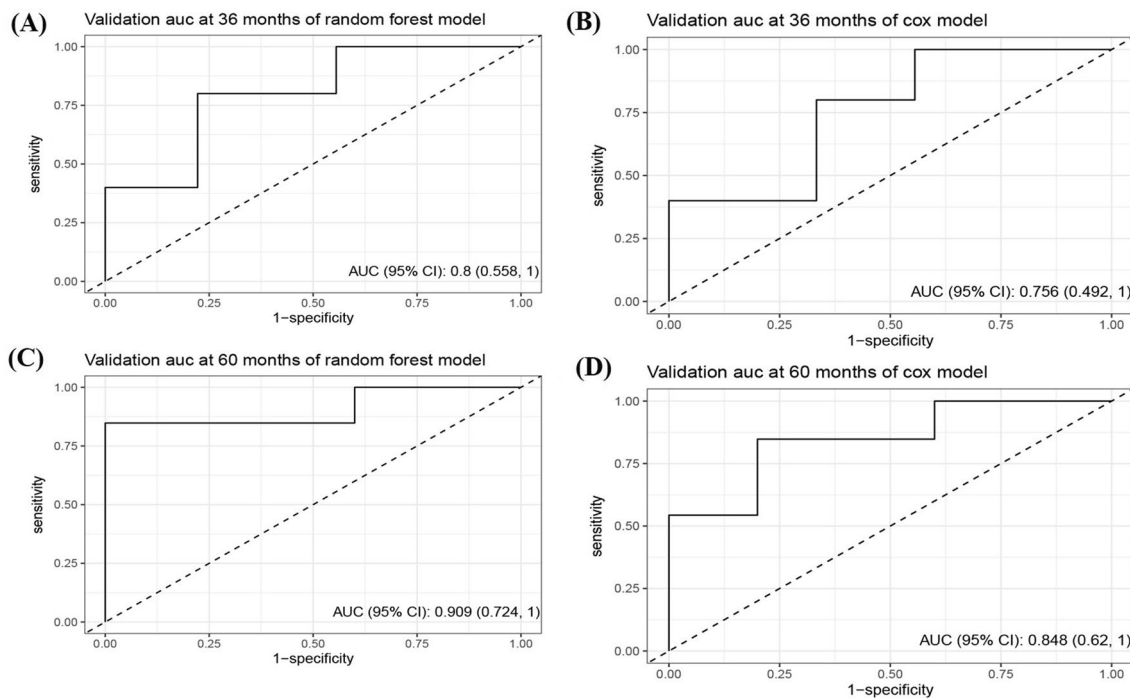 (A)
Validation auc at 36 months of random forest model
1.00
0.75
0.50
0.25
0.00
sensitivity
AUC (95% CI): 0.8 (0.558, 1)
0.00 0.25 0.50 0.75 1.00
1−specificity
(B)
Validation auc at 36 months of cox model
1.00
0.75
0.50
0.25
0.00
sensitivity
AUC (95% CI): 0.756 (0.492, 1)
0.00 0.25 0.50 0.75 1.00
1−specificity
(C)
Validation auc at 60 months of random forest model
1.00
0.75
0.50
0.25
0.00
sensitivity
AUC (95% CI): 0.909 (0.724, 1)
0.00 0.25 0.50 0.75 1.00
1−specificity
(D)
Validation auc at 60 months of cox model
1.00
0.75
0.50
0.25
0.00
sensitivity
AUC (95% CI): 0.848 (0.62, 1)
0.00 0.25 0.50 0.75 1.00
1−specificity